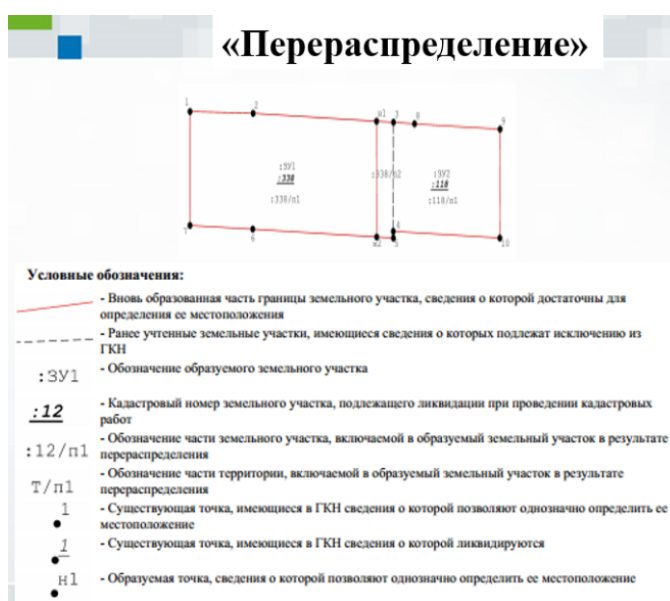 «Перераспределение»
1 2 н1 3 8 9
:ЗУ1 :338/п2 :ЗУ2
:338 :118
:338/п1 :118/п1
4
7 6 н2 5 10
Условные обозначения:
- Вновь образованная часть границы земельного участка, сведения о которой достаточны для
определения ее местоположения
- Ранее учтенные земельные участки, имеющиеся сведения о которых подлежат исключению из
ГКН
:ЗУ1 - Обозначение образуемого земельного участка
:12 - Кадастровый номер земельного участка, подлежащего ликвидации при проведении кадастровых
работ
:12/п1 - Обозначение части земельного участка, включаемой в образуемый земельный участок в результате
перераспределения
Т/п1 - Обозначение части территории, включаемой в образуемый земельный участок в результате
перераспределения
1 - Существующая точка, имеющиеся в ГКН сведения о которой позволяют однозначно определить ее
местоположение
1 - Существующая точка, имеющиеся в ГКН сведения о которой ликвидируются
н1 - Образуемая точка, сведения о которой позволяют однозначно определить ее местоположение